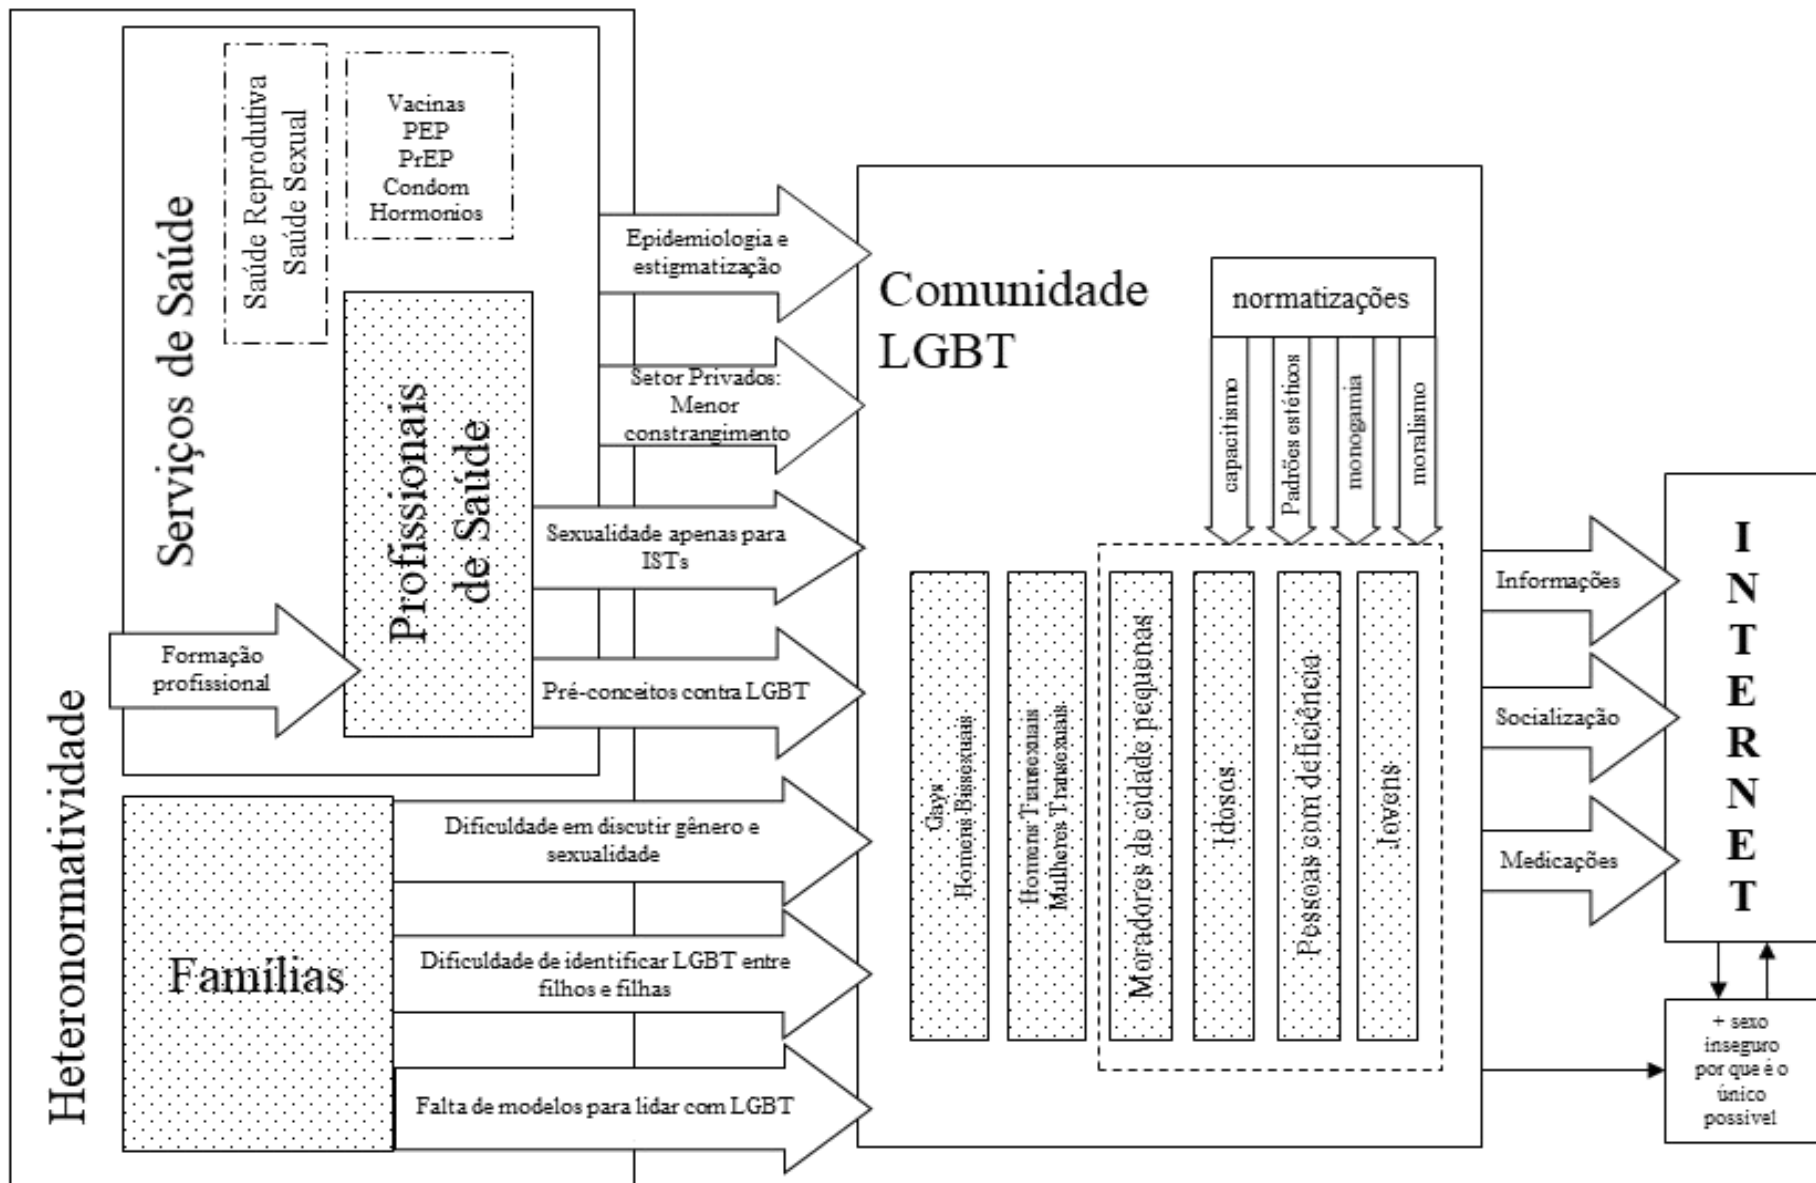 Heteronormatividade
Serviços de Saúde
Saúde Reprodutiva
Saúde Sexual
Vacinas
PEP
PrEP
Condom
Hormonios
Profissionais
de Saúde
Formação
profissional
Famílias
Epidemiologia e
estigmatização
Setor Privados:
Menor
constrangimento
Sexualidade apenas para
ISTs
Pré-conceitos contra LGBT
Dificuldade em discutir gênero e
sexualidade
Dificuldade de identificar LGBT entre
filhos e filhas
Falta de modelos para lidar com LGBT
Comunidade
LGBT
normatizações
capacitismo
Padrões estéticos
monogamia
moralismo
Gays
Homens Bissexuais
Homens Transexuais
Mulheres Transexuais
Moradores de cidade pequenas
Idosos
Pessoas com deficiência
Jovens
Informações
Socialização
Medicações
INTERNET
+ sexo
inseguro
por que é o
único
possivel